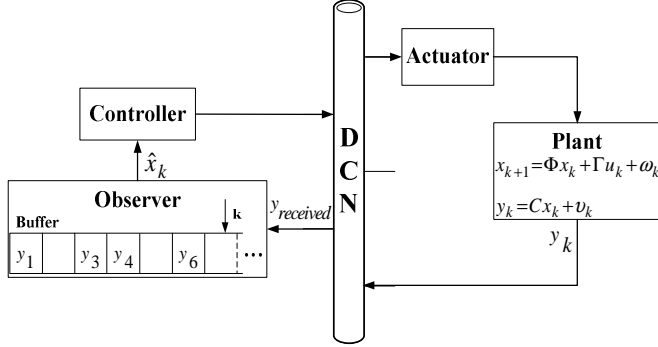 Actuator
Controller
D
C
N
Plant
x_{k+1}=Φx_k+Γu_k+ω_k
y_k=Cx_k+υ_k
x̂_k
Observer
Buffer
k
y_received
y_k
y_1 y_3 y_4 y_6 ...